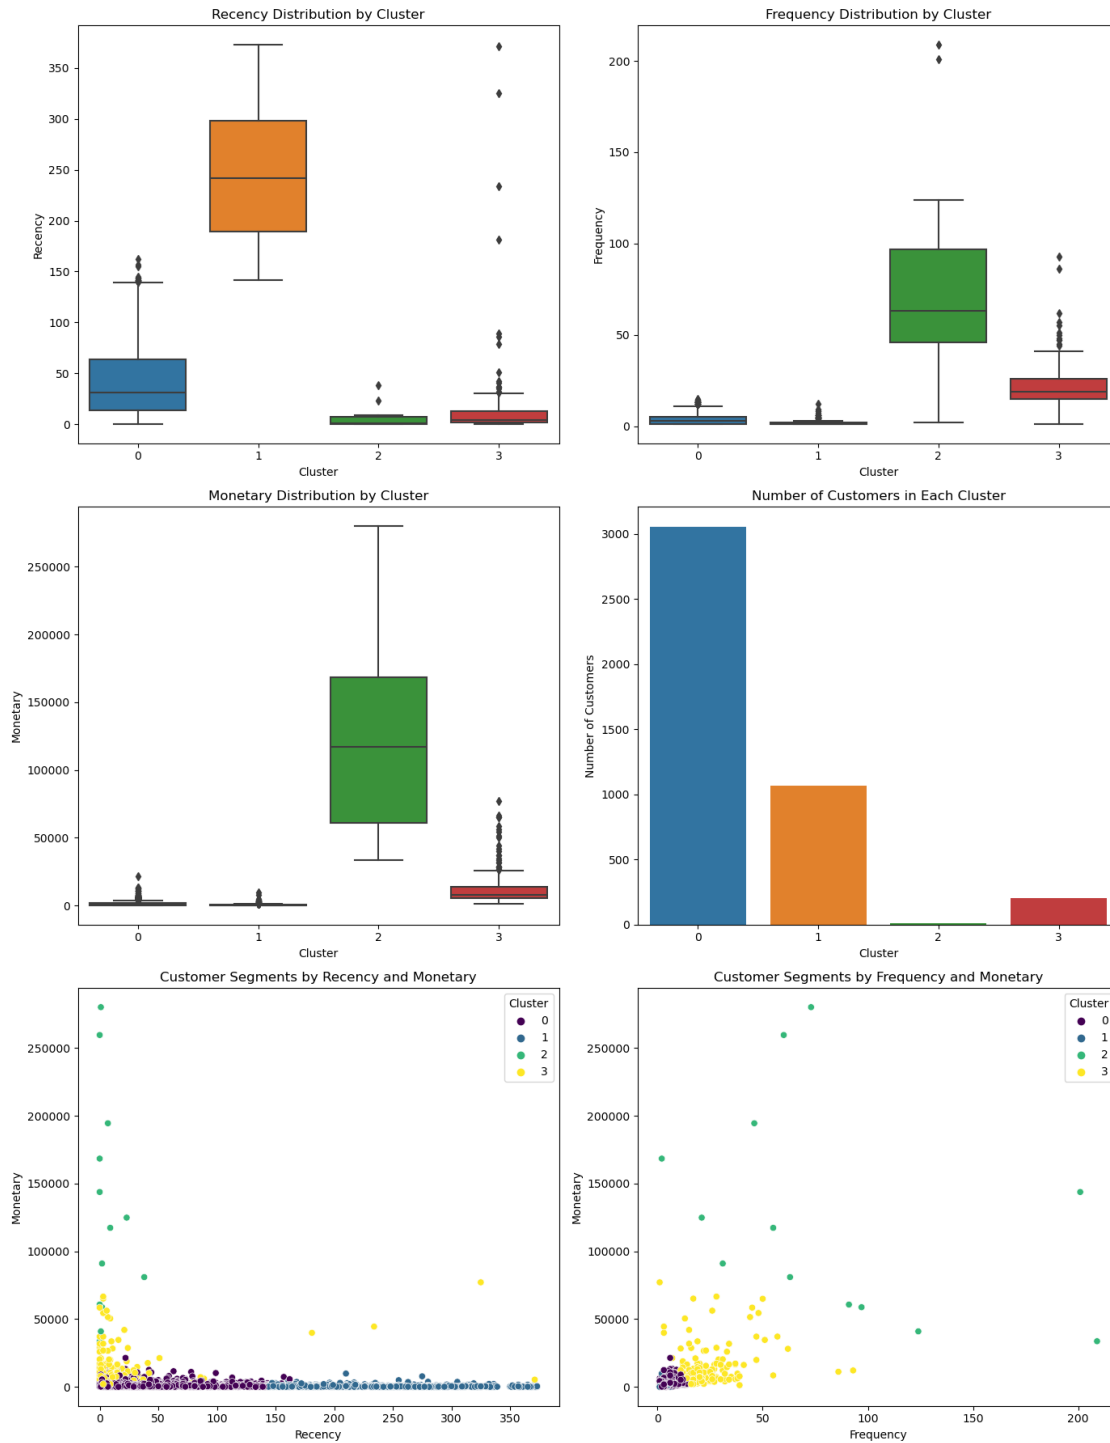 Recency Distribution by Cluster
350
300
250
200
150
100
50
0
Recency
0 1 2 3
Cluster
Frequency Distribution by Cluster
200
150
100
50
0
Frequency
0 1 2 3
Cluster
Monetary Distribution by Cluster
250000
200000
150000
100000
50000
0
Monetary
0 1 2 3
Cluster
Number of Customers in Each Cluster
3000
2500
2000
1500
1000
500
0
Number of Customers
0 1 2 3
Cluster
Customer Segments by Recency and Monetary
Cluster
0
1
2
3
250000
200000
150000
100000
50000
0
Monetary
0 50 100 150 200 250 300 350
Recency
Customer Segments by Frequency and Monetary
Cluster
0
1
2
3
250000
200000
150000
100000
50000
0
Monetary
0 50 100 150 200
Frequency